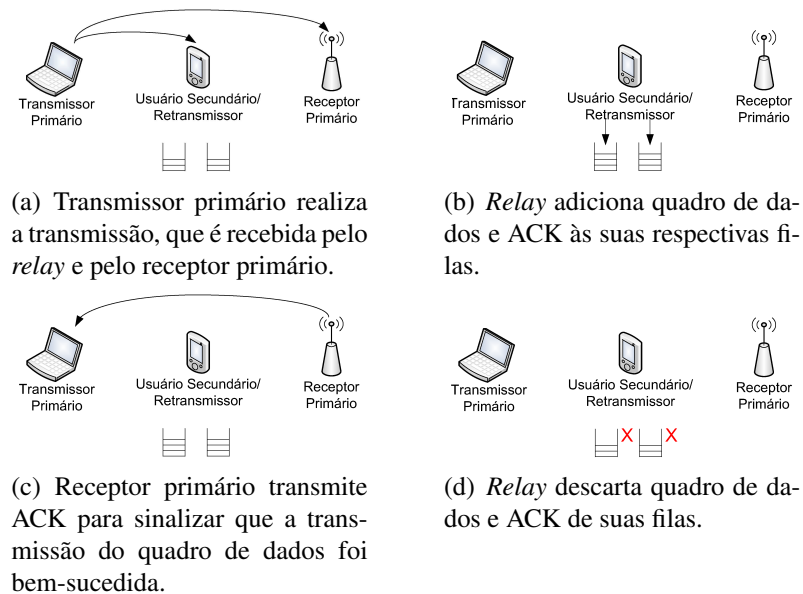 Transmissor
Primário
Usuário Secundário/
Retransmissor
Receptor
Primário
(a) Transmissor primário realiza
a transmissão, que é recebida pelo
relay e pelo receptor primário.
Transmissor
Primário
Usuário Secundário/
Retransmissor
Receptor
Primário
(b) Relay adiciona quadro de da-
dos e ACK às suas respectivas fi-
las.
Transmissor
Primário
Usuário Secundário/
Retransmissor
Receptor
Primário
(c) Receptor primário transmite
ACK para sinalizar que a trans-
missão do quadro de dados foi
bem-sucedida.
Transmissor
Primário
Usuário Secundário/
Retransmissor
Receptor
Primário
X X
(d) Relay descarta quadro de da-
dos e ACK de suas filas.